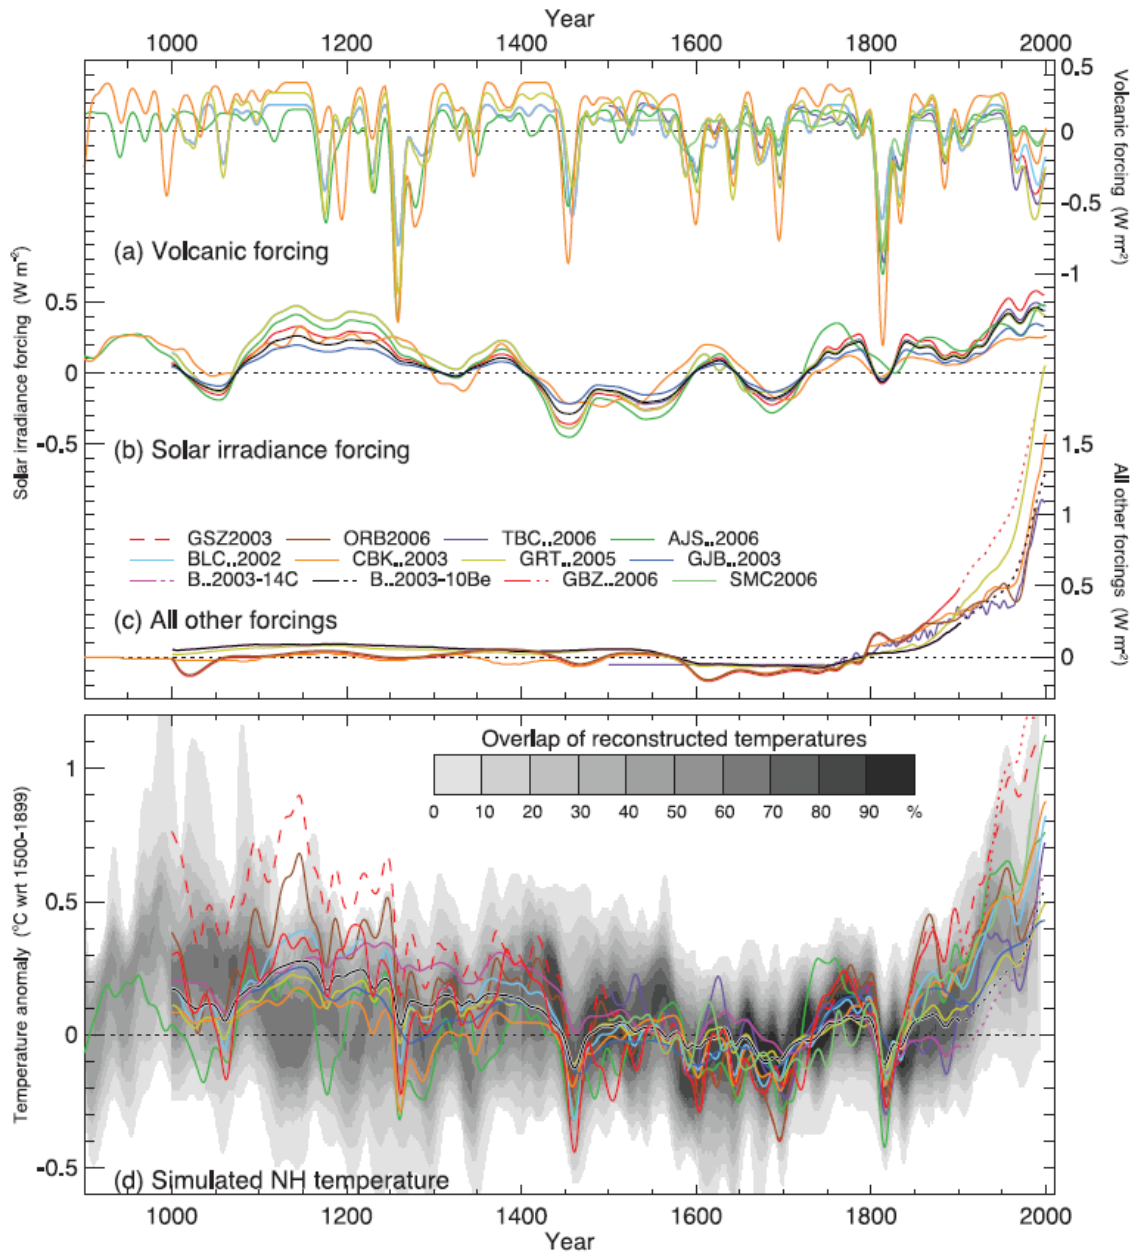 Year
1000 1200 1400 1600 1800 2000
0.5
0
-0.5
-1
Volcanic forcing
(W m⁻²)
(a) Volcanic forcing
Solar irradiance forcing (W m⁻²)
0.5
0
-0.5
(b) Solar irradiance forcing
1.5
1
0.5
0
All other forcings (W m⁻²)
GSZ2003 ORB2006 TBC..2006 AJS..2006
BLC..2002 CBK..2003 GRT..2005 GJB..2003
B..2003-14C B..2003-10Be GBZ..2006 SMC2006
(c) All other forcings
Overlap of reconstructed temperatures
0 10 20 30 40 50 60 70 80 90 %
Temperature anomaly (°C wrt 1500-1899)
1
0.5
0
-0.5
(d) Simulated NH temperature
1000 1200 1400 1600 1800 2000
Year